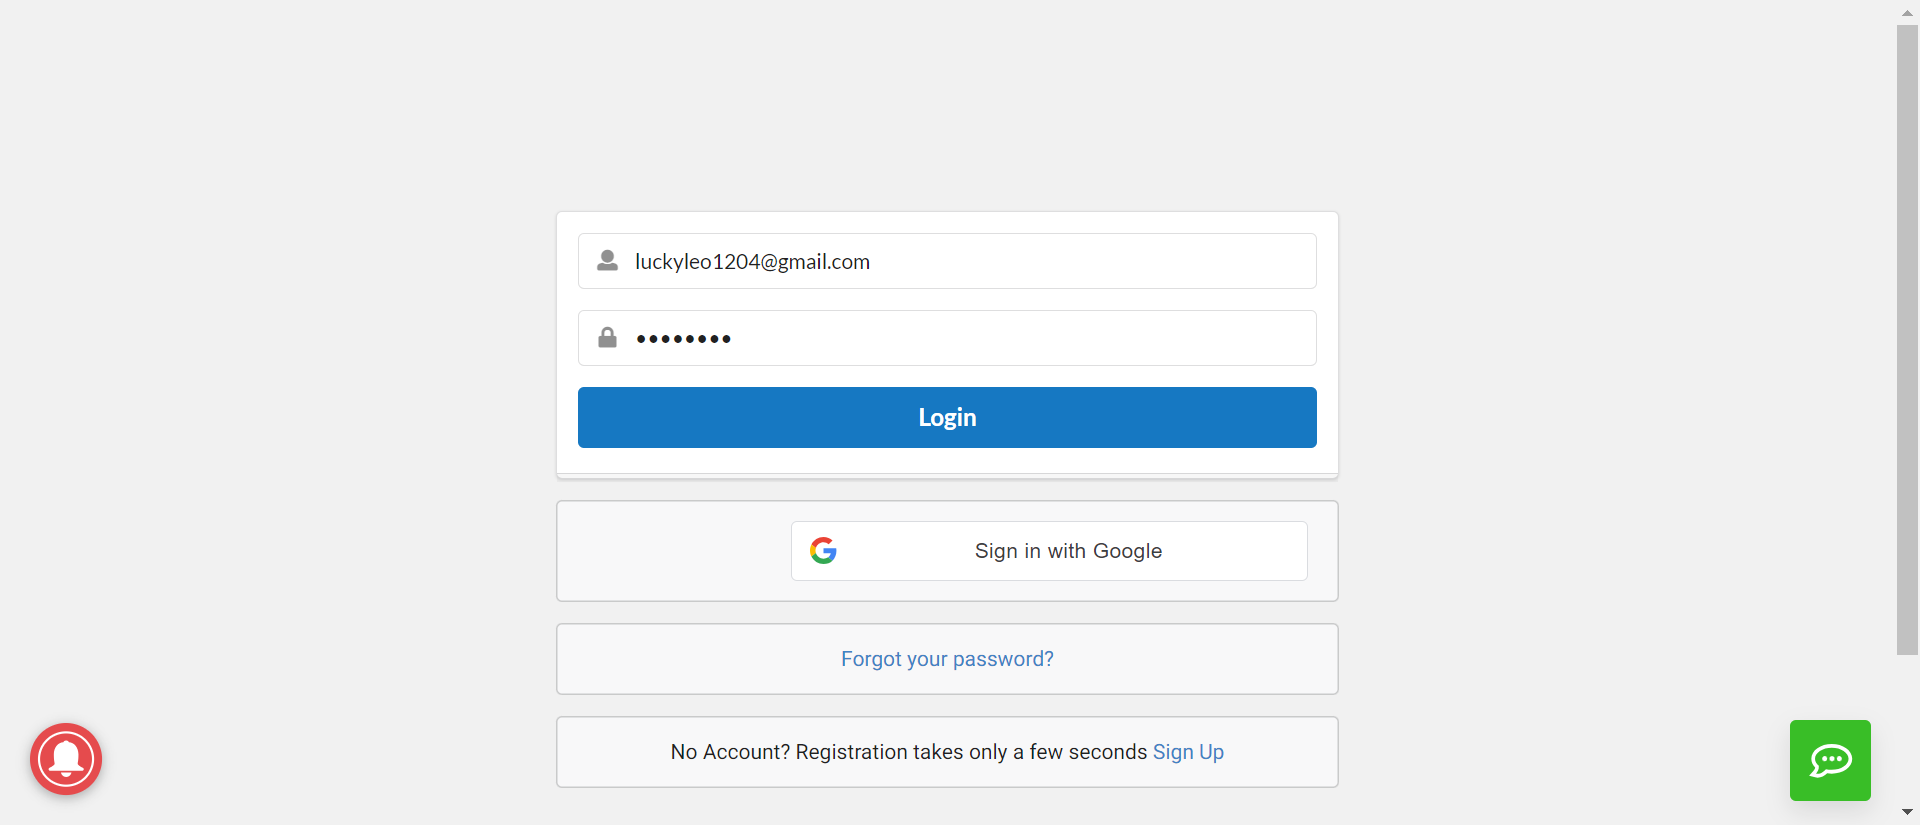 luckyleo1204@gmail.com
••••••••
Login
Sign in with Google
Forgot your password?
No Account? Registration takes only a few seconds Sign Up